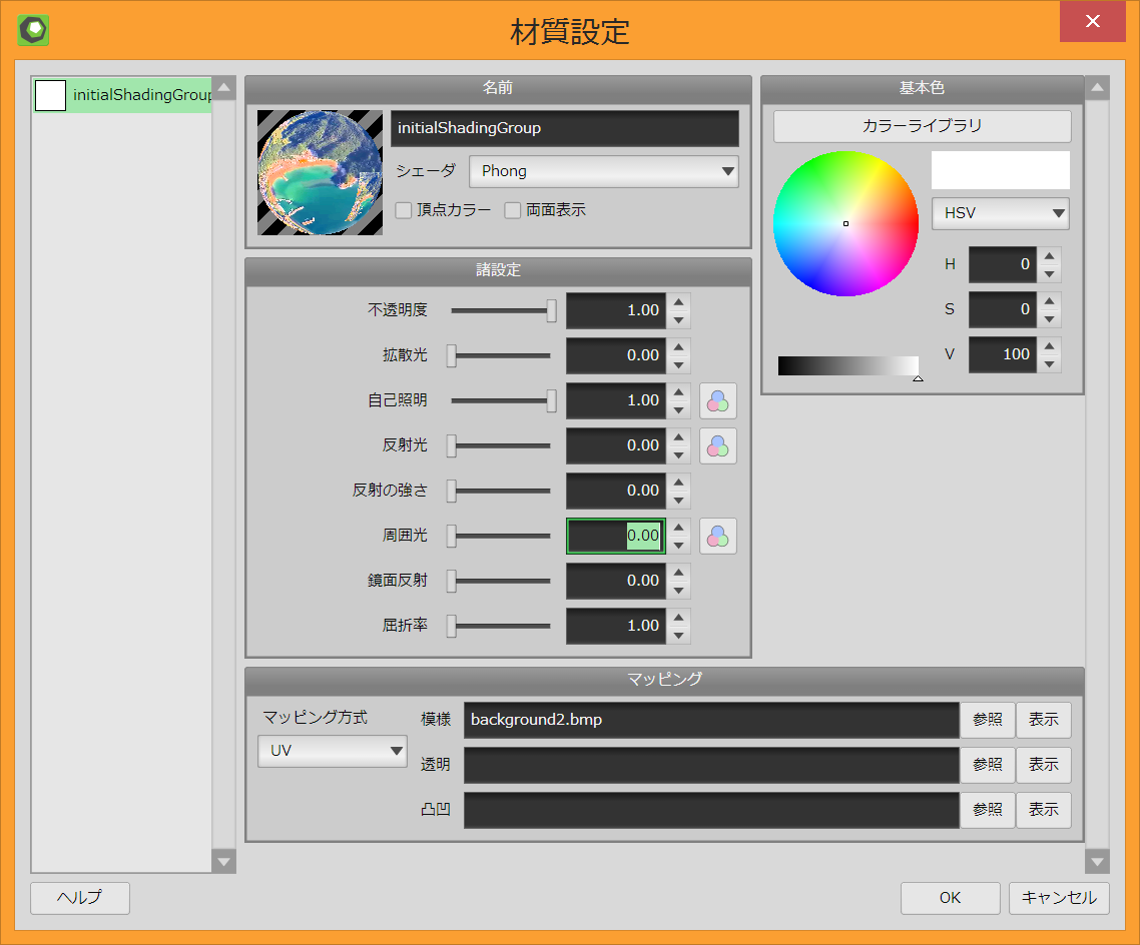 材質設定
initialShadingGroup
名前
initialShadingGroup
シェーダ Phong
頂点カラー 両面表示
諸設定
不透明度 1.00
拡散光 0.00
自己照明 1.00
反射光 0.00
反射の強さ 0.00
周囲光 0.00
鏡面反射 0.00
屈折率 1.00
基本色
カラーライブラリ
HSV
H 0
S 0
V 100
マッピング
マッピング方式
UV
模様 background2.bmp 参照 表示
透明 参照 表示
凸凹 参照 表示
ヘルプ OK キャンセル